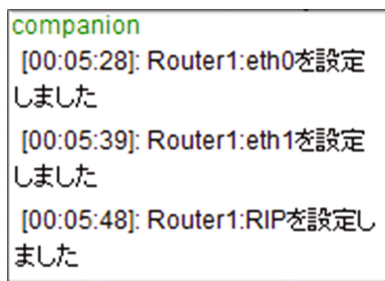 companion
[00:05:28]: Router1:eth0を設定
しました
[00:05:39]: Router1:eth1を設定
しました
[00:05:48]: Router1:RIPを設定し
ました